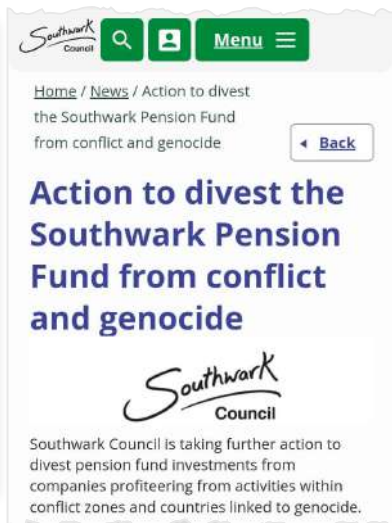 Southwark
Council
Menu
Home / News / Action to divest
the Southwark Pension Fund
from conflict and genocide
Back
Action to divest the
Southwark Pension
Fund from conflict
and genocide
Southwark
Council
Southwark Council is taking further action to
divest pension fund investments from
companies profiteering from activities within
conflict zones and countries linked to genocide.